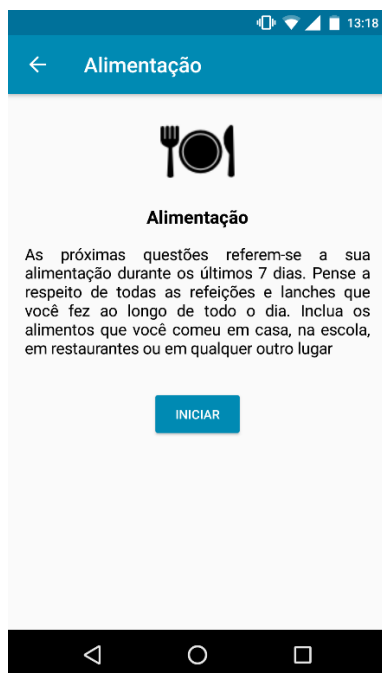 13:18
Alimentação
Alimentação
As próximas questões referem-se a sua
alimentação durante os últimos 7 dias. Pense a
respeito de todas as refeições e lanches que
você fez ao longo de todo o dia. Inclua os
alimentos que você comeu em casa, na escola,
em restaurantes ou em qualquer outro lugar
INICIAR